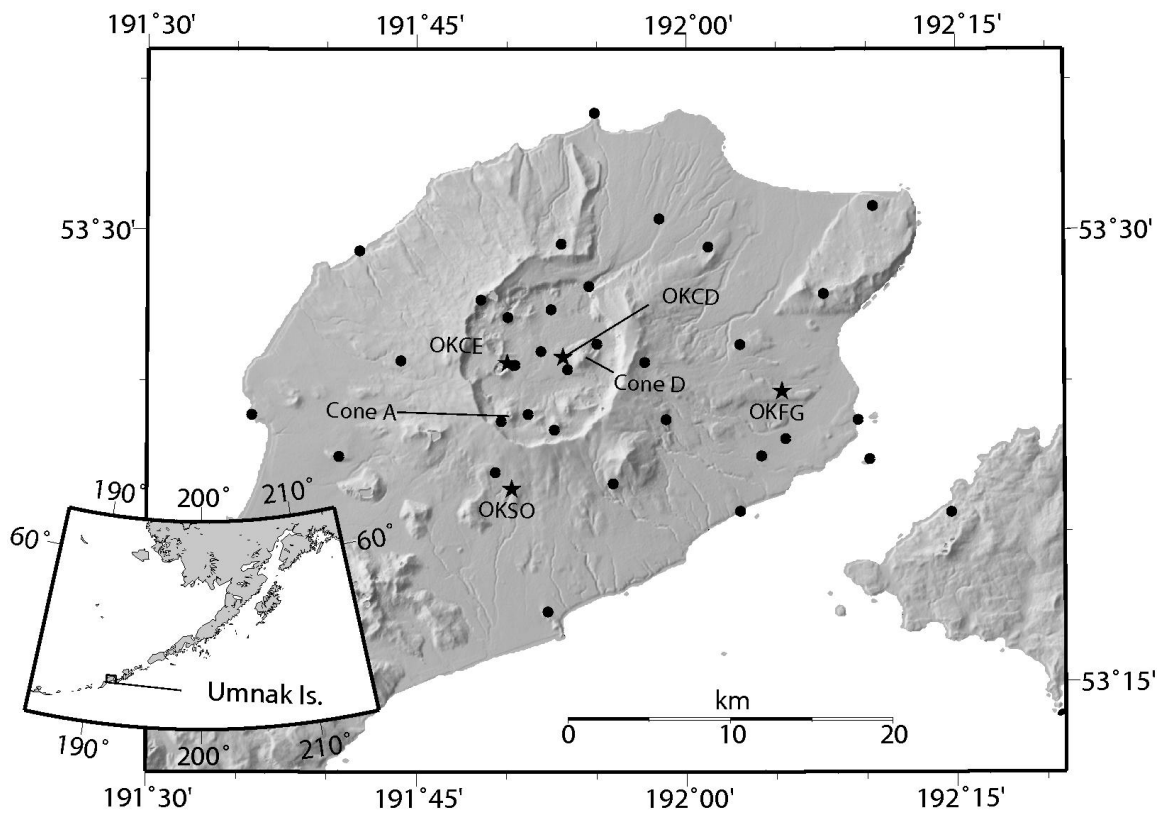 191˚30' 191˚45' 192˚00' 192˚15'
53˚30' 53˚30'
OKCD
OKCE
Cone D
Cone A
OKFG
OKSO
190˚ 200˚ 210˚
60˚ 60˚
Umnak Is.
53˚15'
km
0 10 20
190˚ 200˚ 210˚
191˚30' 191˚45' 192˚00' 192˚15'